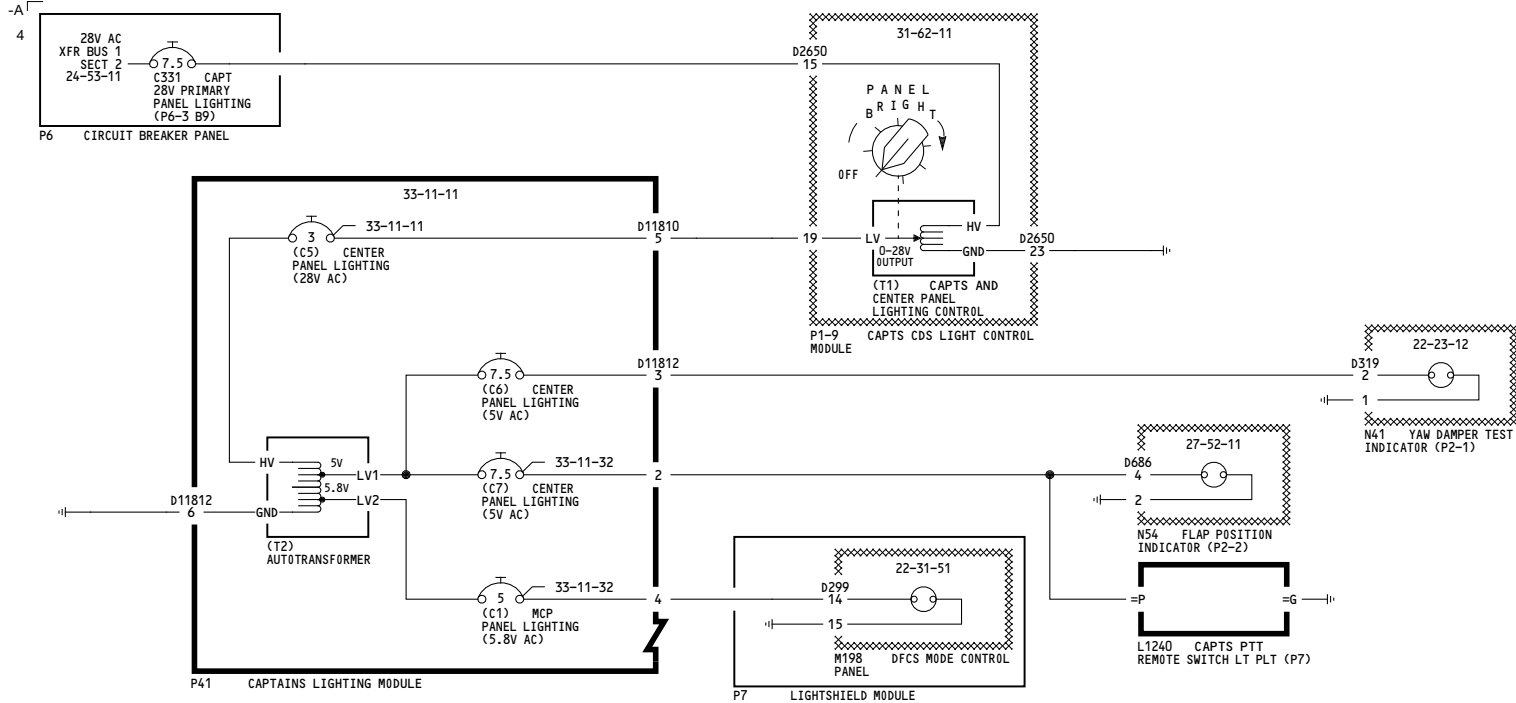 -A
4
28V AC
XFR BUS 1
SECT 2
24-53-11
7.5
C331 CAPT
28V PRIMARY
PANEL LIGHTING
(P6-3 B9)
P6 CIRCUIT BREAKER PANEL
31-62-11
D2650
15
PANEL
BRIGHT
OFF
19
LV
HV
0-28V
OUTPUT
GND
D2650
23
(T1) CAPTS AND
CENTER PANEL
LIGHTING CONTROL
P1-9 CAPTS CDS LIGHT CONTROL
MODULE
33-11-11
3
33-11-11
(C5) CENTER
PANEL LIGHTING
(28V AC)
D11810
5
7.5
(C6) CENTER
PANEL LIGHTING
(5V AC)
D11812
3
22-23-12
D319
2
1
N41 YAW DAMPER TEST
INDICATOR (P2-1)
HV
5V
LV1
5.8V
LV2
GND
D11812
6
(T2)
AUTOTRANSFORMER
7.5
33-11-32
(C7) CENTER
PANEL LIGHTING
(5V AC)
2
27-52-11
D686
4
2
N54 FLAP POSITION
INDICATOR (P2-2)
5
33-11-32
(C1) MCP
PANEL LIGHTING
(5.8V AC)
4
22-31-51
D299
14
15
M198 DFCS MODE CONTROL
PANEL
=P
=G
L1240 CAPTS PTT
REMOTE SWITCH LT PLT (P7)
P41 CAPTAINS LIGHTING MODULE
P7 LIGHTSHIELD MODULE